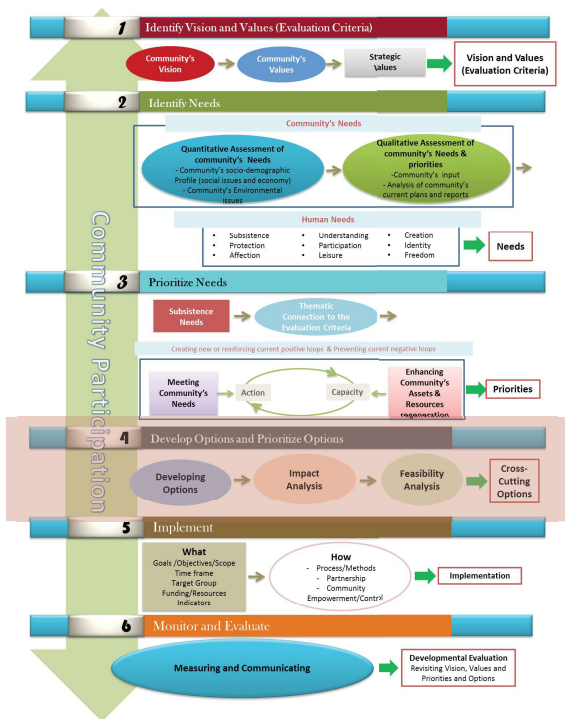 Community Participation
1 Identify Vision and Values (Evaluation Criteria)
Community's
Vision
Community's
Values
Strategic
Values
Vision and Values
(Evaluation Criteria)
2 Identify Needs
Community's Needs
Quantitative Assessment of
community's Needs
- Community's socio-demographic
Profile (social issues and economy)
- Community's Environmental
issues
Qualitative Assessment of
community's Needs &
priorities
-Community's input
- Analysis of community's
current plans and reports
Human Needs
• Subsistence
• Protection
• Affection
• Understanding
• Participation
• Leisure
• Creation
• Identity
• Freedom
Needs
3 Prioritize Needs
Subsistence
Needs
Thematic
Connection to the
Evaluation Criteria
Creating new or reinforcing current positive loops & Preventing curent negative loops
Meeting
Community's
Needs
Action
Capacity
Enhancing
Community's
Assets &
Resources
regeneration
Priorities
4 Develop Options and Prioritize Options
Developing
Options
Impact
Analysis
Feasibility
Analysis
Cross-
Cutting
Options
5 Implement
What
Goals /Objectives/Scope
Time frame
Target Group
Funding/Resources
Indicators
How
- Process/Methods
- Partnership
- Community
Empowerment/Control
Implementation
6 Monitor and Evaluate
Measuring and Communicating
Developmental Evaluation
Revisiting Vision, Values and
Priorities and Options